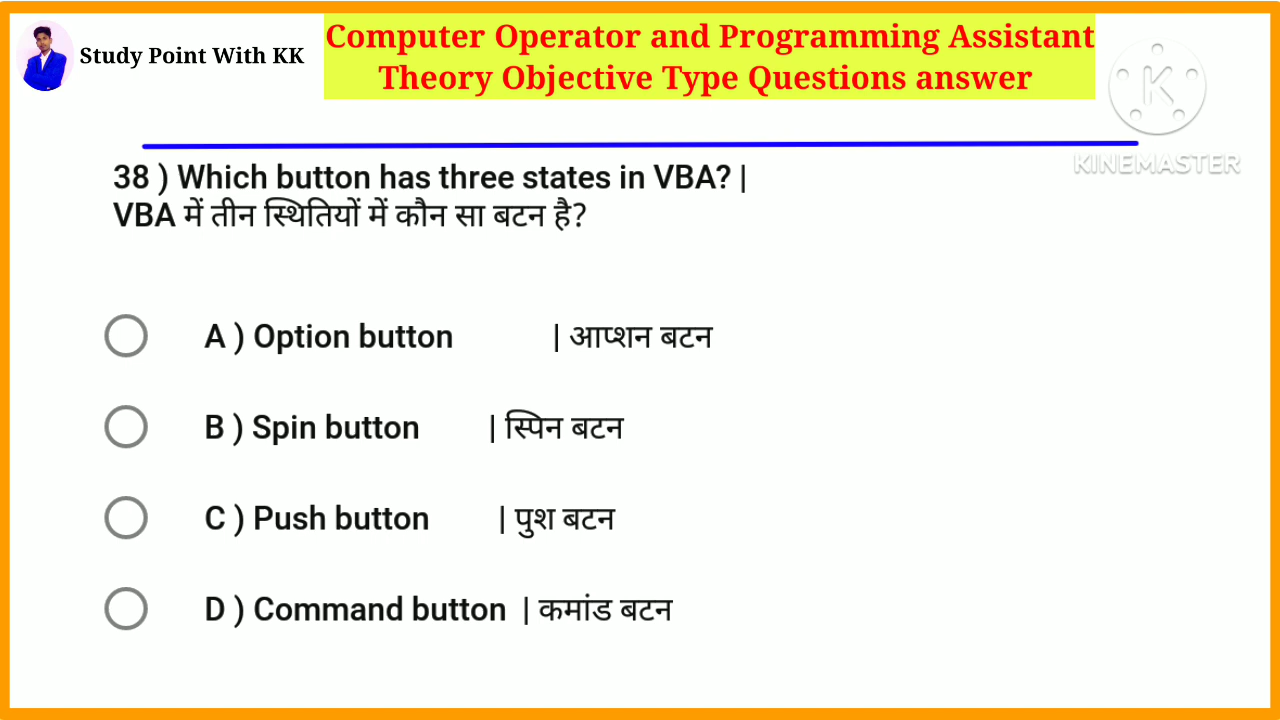 Study Point With KK
Computer Operator and Programming Assistant
Theory Objective Type Questions answer
K
KINEMASTER
38 ) Which button has three states in VBA? |
VBA में तीन स्थितियों में कौन सा बटन है?
A ) Option button | आप्शन बटन
B ) Spin button | स्पिन बटन
C ) Push button | पुश बटन
D ) Command button | कमांड बटन